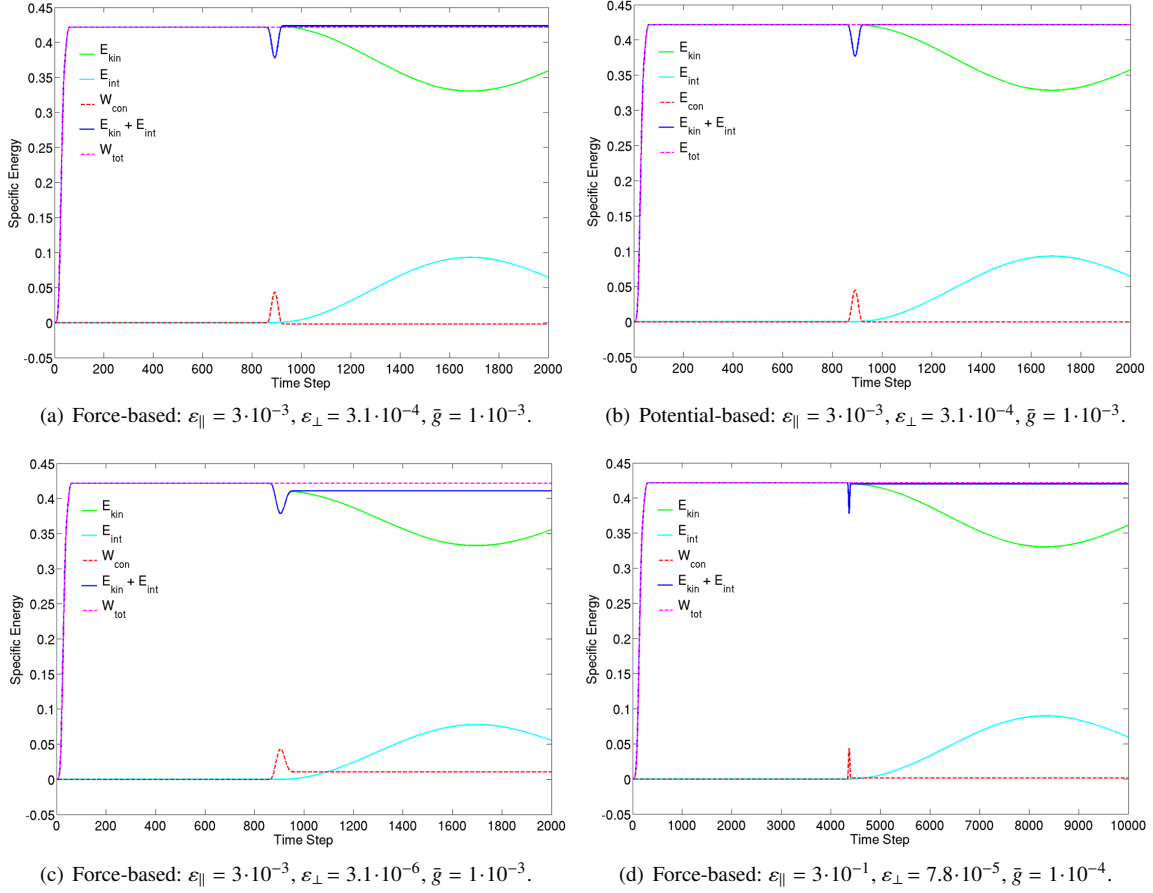 0.45
0.4
0.35
0.3
0.25
0.2
0.15
0.1
0.05
0
-0.05
Specific Energy
E_kin
E_int
W_con
E_kin + E_int
W_tot
0 200 400 600 800 1000 1200 1400 1600 1800 2000
Time Step
(a) Force-based: ε∥ = 3·10⁻³, ε⊥ = 3.1·10⁻⁴, ḡ = 1·10⁻³.
0.45
0.4
0.35
0.3
0.25
0.2
0.15
0.1
0.05
0
-0.05
Specific Energy
E_kin
E_int
E_con
E_kin + E_int
E_tot
0 200 400 600 800 1000 1200 1400 1600 1800 2000
Time Step
(b) Potential-based: ε∥ = 3·10⁻³, ε⊥ = 3.1·10⁻⁴, ḡ = 1·10⁻³.
0.45
0.4
0.35
0.3
0.25
0.2
0.15
0.1
0.05
0
-0.05
Specific Energy
E_kin
E_int
W_con
E_kin + E_int
W_tot
0 200 400 600 800 1000 1200 1400 1600 1800 2000
Time Step
(c) Force-based: ε∥ = 3·10⁻³, ε⊥ = 3.1·10⁻⁶, ḡ = 1·10⁻³.
0.45
0.4
0.35
0.3
0.25
0.2
0.15
0.1
0.05
0
-0.05
Specific Energy
E_kin
E_int
W_con
E_kin + E_int
W_tot
0 1000 2000 3000 4000 5000 6000 7000 8000 9000 10000
Time Step
(d) Force-based: ε∥ = 3·10⁻¹, ε⊥ = 7.8·10⁻⁵, ḡ = 1·10⁻⁴.